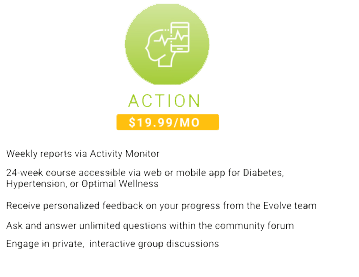 ACTION
$19.99/MO
Weekly reports via Activity Monitor
24-week course accessible via web or mobile app for Diabetes,
Hypertension, or Optimal Wellness
Receive personalized feedback on your progress from the Evolve team
Ask and answer unlimited questions within the community forum
Engage in private, interactive group discussions